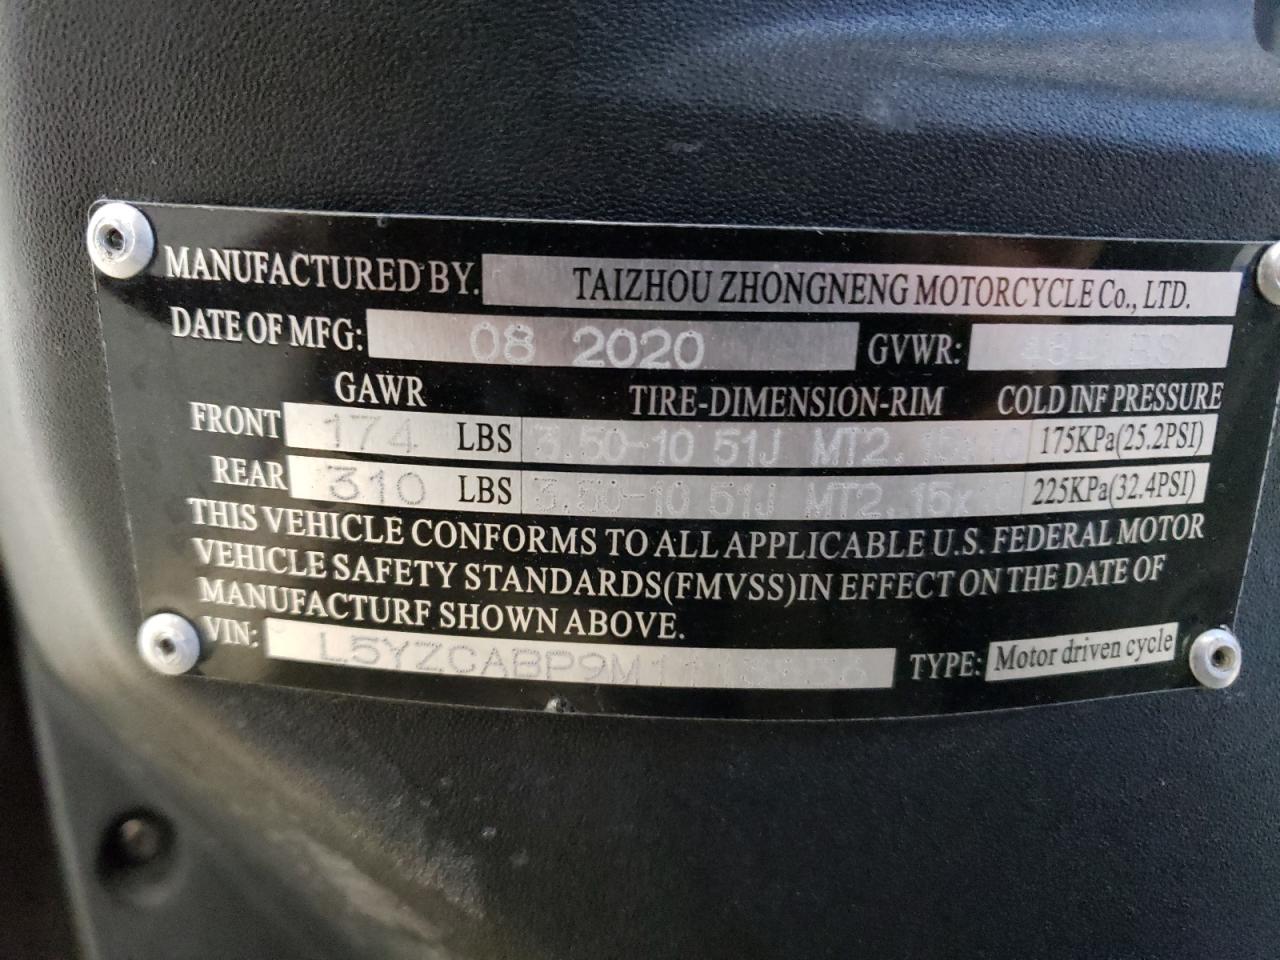 MANUFACTURED BY. TAIZHOU ZHONGNENG MOTORCYCLE Co., LTD.
DATE OF MFG: 08 2020 GVWR:
GAWR TIRE-DIMENSION-RIM COLD INF PRESSURE
FRONT 174 LBS 3.50-10 51J MT2.15x10 175KPa(25.2PSI)
REAR 310 LBS 3.50-10 51J MT2.15x 225KPa(32.4PSI)
THIS VEHICLE CONFORMS TO ALL APPLICABLE U.S. FEDERAL MOTOR
VEHICLE SAFETY STANDARDS(FMVSS)IN EFFECT ON THE DATE OF
MANUFACTURF SHOWN ABOVE.
VIN: TYPE: Motor driven cycle